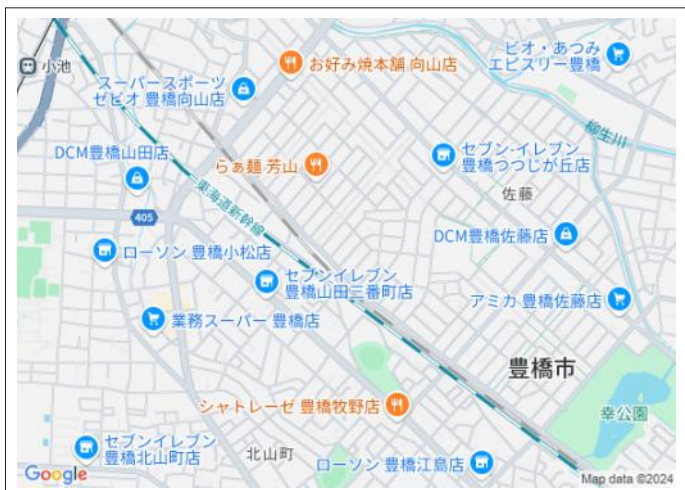 小池
お好み焼本舗 向山店
ビオ・あつみ
エピスリー豊橋
スーパースポーツ
ゼビオ 豊橋向山店
柳生川
DCM豊橋山田店
らぁ麺 芳山
セブン-イレブン
豊橋つつじが丘店
東海道新幹線
佐藤
405
DCM豊橋佐藤店
ローソン 豊橋小松店
セブンイレブン
豊橋山田三番町店
アミカ 豊橋佐藤店
業務スーパー 豊橋店
豊橋市
シャトレーゼ 豊橋牧野店
幸公園
セブンイレブン
豊橋北山町店
北山町
ローソン 豊橋江島店
Google
Map data ©2024